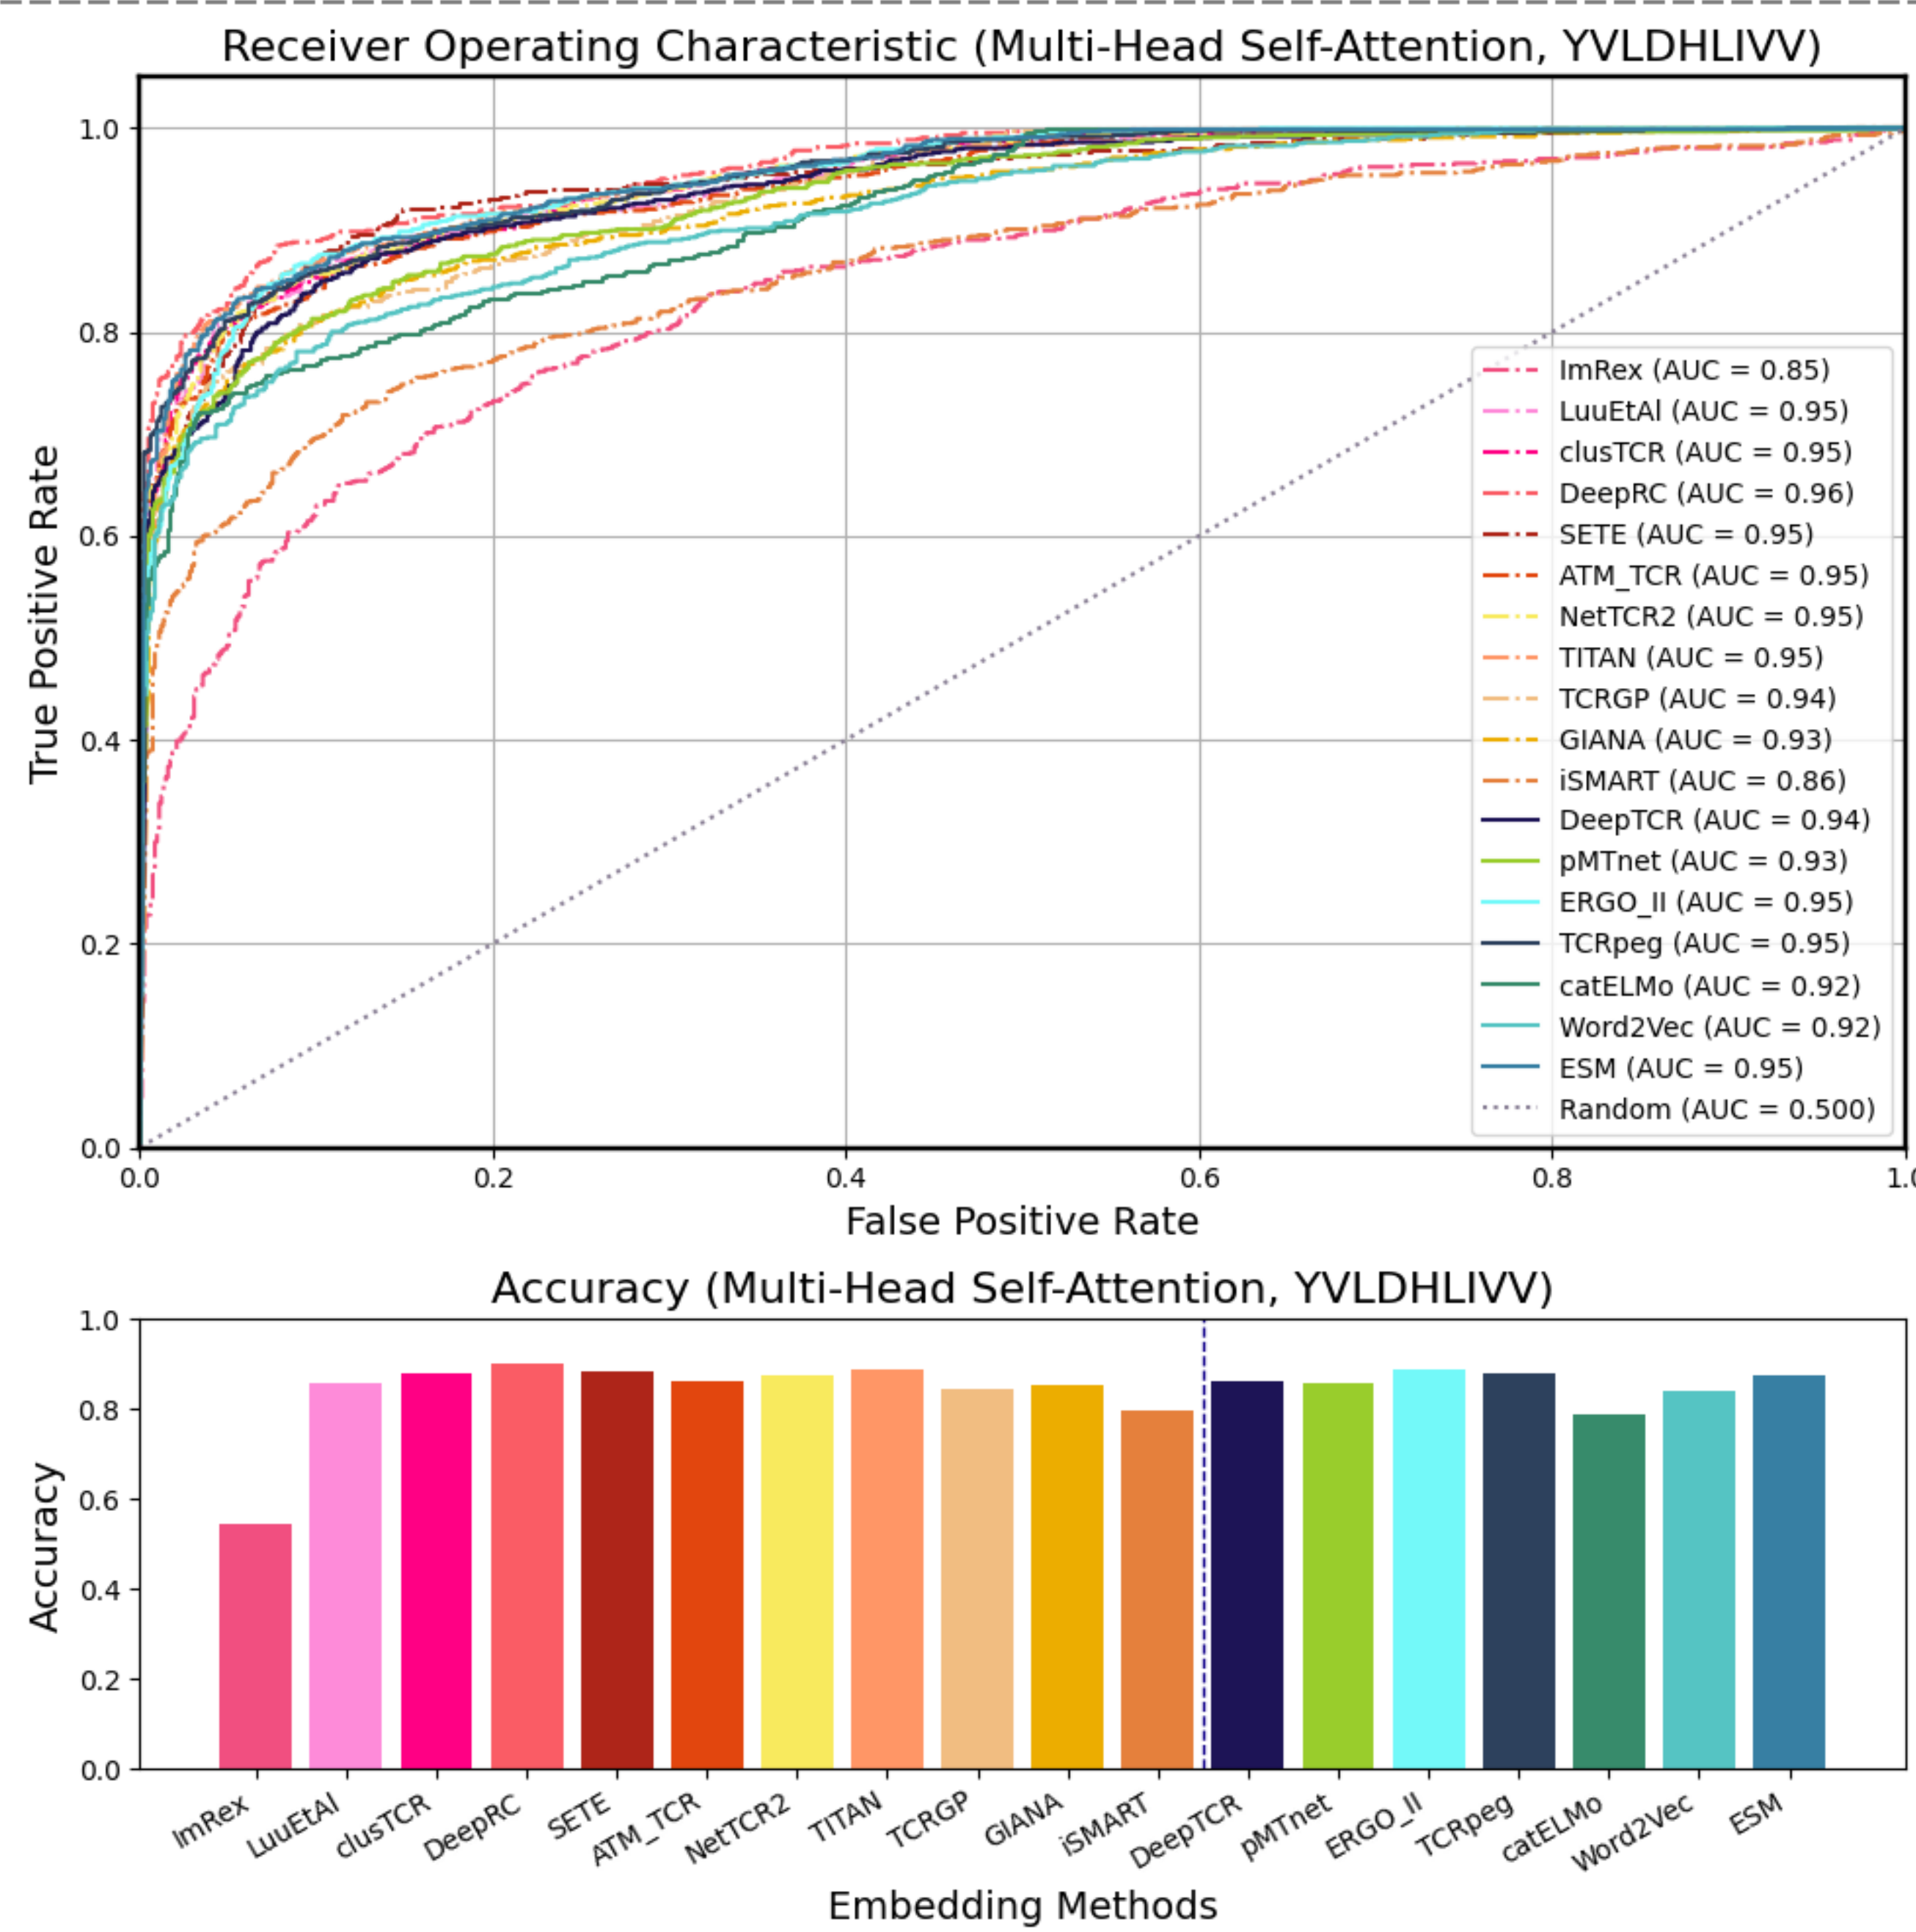 Receiver Operating Characteristic (Multi-Head Self-Attention, YVLDHLIVV)
True Positive Rate
1.0
0.8
0.6
0.4
0.2
0.0
ImRex (AUC = 0.85)
LuuEtAl (AUC = 0.95)
clusTCR (AUC = 0.95)
DeepRC (AUC = 0.96)
SETE (AUC = 0.95)
ATM_TCR (AUC = 0.95)
NetTCR2 (AUC = 0.95)
TITAN (AUC = 0.95)
TCRGP (AUC = 0.94)
GIANA (AUC = 0.93)
iSMART (AUC = 0.86)
DeepTCR (AUC = 0.94)
pMTnet (AUC = 0.93)
ERGO_II (AUC = 0.95)
TCRpeg (AUC = 0.95)
catELMo (AUC = 0.92)
Word2Vec (AUC = 0.92)
ESM (AUC = 0.95)
Random (AUC = 0.500)
0.0 0.2 0.4 0.6 0.8 1.0
False Positive Rate
Accuracy (Multi-Head Self-Attention, YVLDHLIVV)
Accuracy
1.0
0.8
0.6
0.4
0.2
0.0
ImRex LuuEtAl clusTCR DeepRC SETE ATM_TCR NetTCR2 TITAN TCRGP GIANA iSMART DeepTCR pMTnet ERGO_II TCRpeg catELMo Word2Vec ESM
Embedding Methods